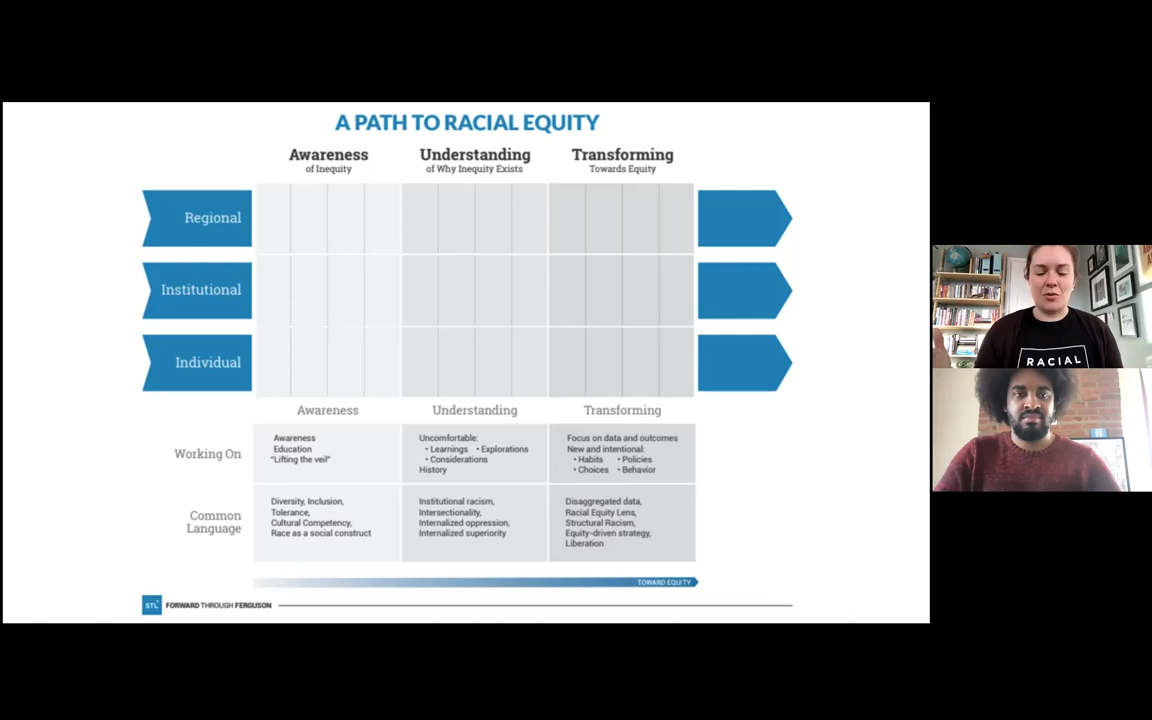 A PATH TO RACIAL EQUITY
Awareness
of Inequity
Understanding
of Why Inequity Exists
Transforming
Towards Equity
Regional
Institutional
Individual
Awareness
Understanding
Transforming
Working On
Awareness
Education
"Lifting the veil"
Uncomfortable:
• Learnings • Explorations
• Considerations
History
Focus on data and outcomes
New and intentional:
• Habits • Policies
• Choices • Behavior
Common
Language
Diversity, Inclusion,
Tolerance,
Cultural Competency,
Race as a social construct
Institutional racism,
Intersectionality,
Internalized oppression,
Internalized superiority
Disaggregated data,
Racial Equity Lens,
Structural Racism,
Equity-driven strategy,
Liberation
TOWARD EQUITY
STL
FORWARD THROUGH FERGUSON
RACIAL